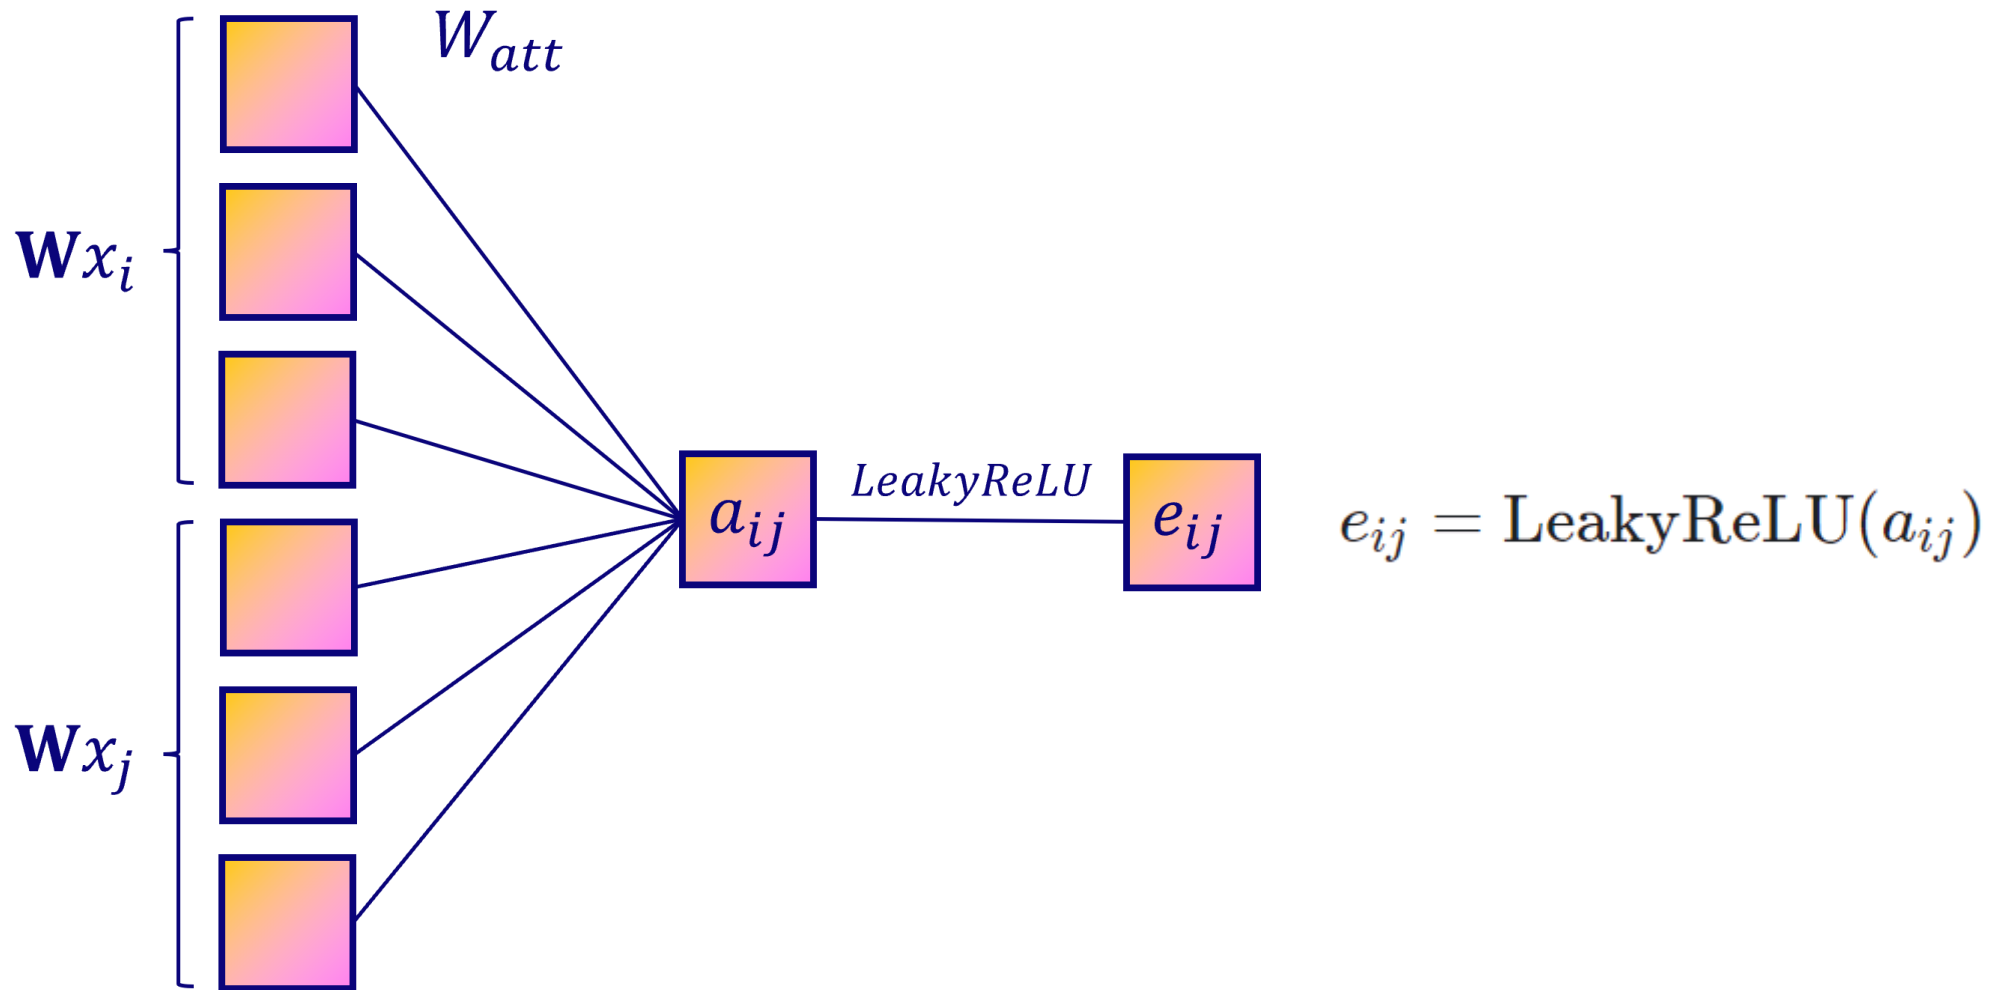 W_att
Wx_i
a_ij
LeakyReLU
e_ij
e_ij = LeakyReLU(a_ij)
Wx_j